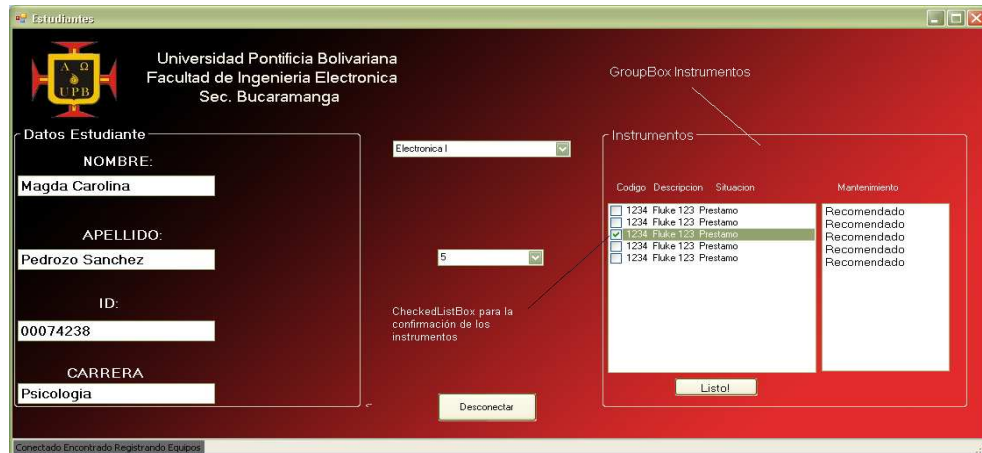 Estudiantes
Α Ω
UPB
Universidad Pontificia Bolivariana
Facultad de Ingenieria Electronica
Sec. Bucaramanga
GroupBox Instrumentos
Datos Estudiante
NOMBRE:
Magda Carolina
APELLIDO:
Pedrozo Sanchez
ID:
00074238
CARRERA
Psicologia
Electronica I
5
CheckedListBox para la
confirmación de los
instrumentos
Desconectar
Instrumentos
Codigo Descripcion Situacion Mantenimiento
1234 Fluke 123 Prestamo Recomendado
1234 Fluke 123 Prestamo Recomendado
1234 Fluke 123 Prestamo Recomendado
1234 Fluke 123 Prestamo Recomendado
1234 Fluke 123 Prestamo Recomendado
Listo!
Conectado Encontrado Registrando Equipos